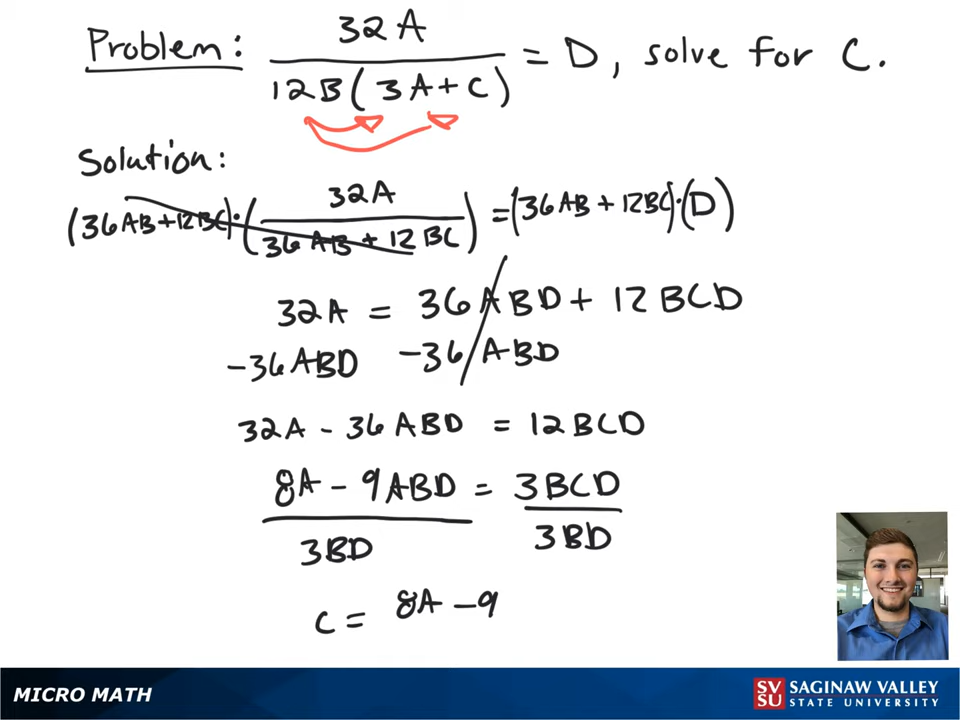 Problem: 32A / 12B(3A+C) = D, solve for C.
Solution:
(36AB+12BC)·(32A / 36AB + 12BC) = (36AB + 12BC)·(D)
32A = 36ABD + 12BCD
-36ABD -36ABD
32A - 36ABD = 12BCD
8A - 9ABD = 3BCD
3BD 3BD
C = 8A - 9
MICRO MATH
SV
SU
SAGINAW VALLEY
STATE UNIVERSITY